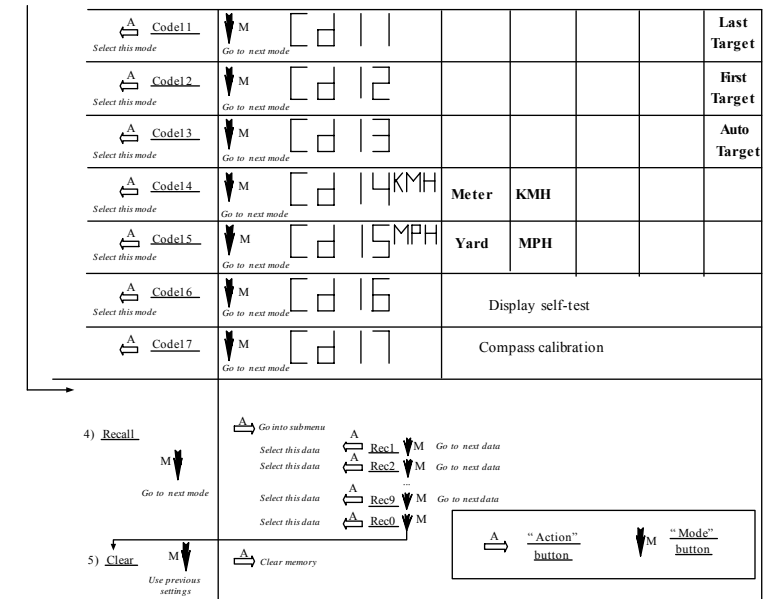 A Code11 M Cd 11 Last
Select this mode Go to next mode Target
A Code12 M Cd 12 First
Select this mode Go to next mode Target
A Code13 M Cd 13 Auto
Select this mode Go to next mode Target
A Code14 M Cd 14 KMH Meter KMH
Select this mode Go to next mode
A Code15 M Cd 15 MPH Yard MPH
Select this mode Go to next mode
A Code16 M Cd 16 Display self-test
Select this mode Go to next mode
A Code17 M Cd 17 Compass calibration
Go to next mode
A Go into submenu
4) Recall
Select this data A Rec1 M Go to next data
Select this data A Rec2 M Go to next data
M
...
Go to next mode
Select this data A Rec9 M Go to next data
Select this data A Rec0 M
A "Action" button M "Mode" button
5) Clear M A Clear memory
Use previous
settings